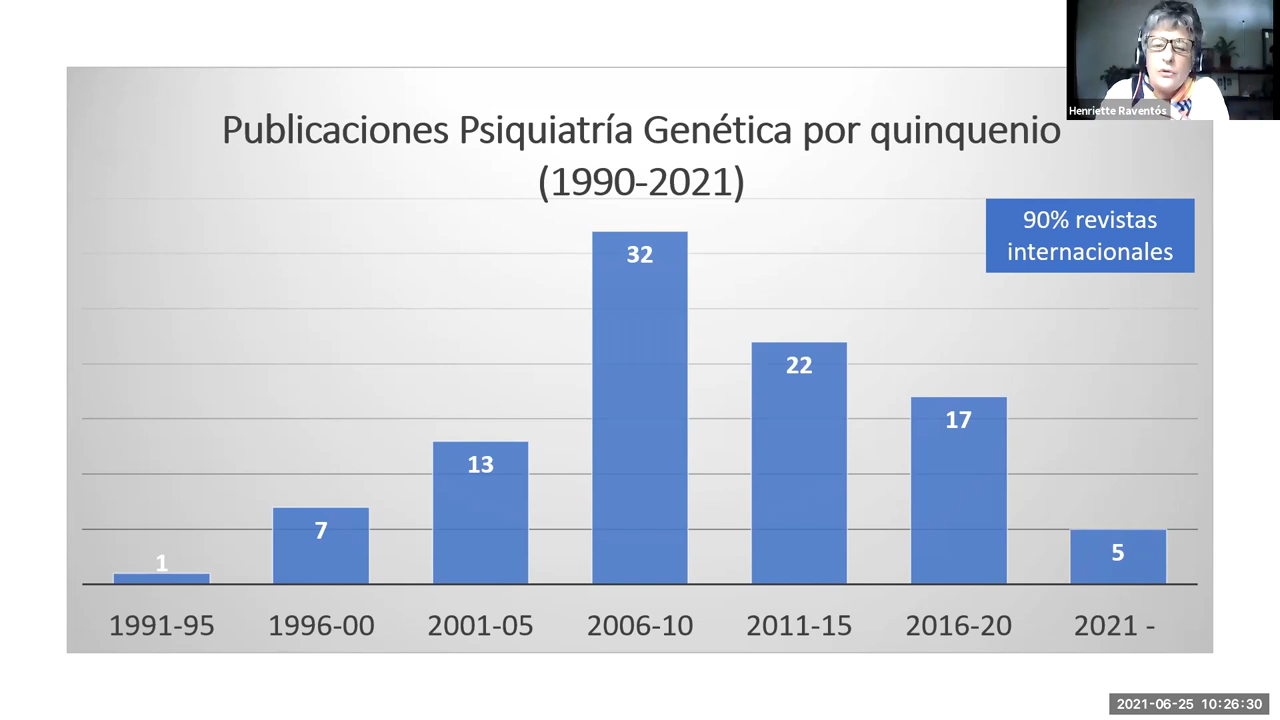 Henriette Raventós
Publicaciones Psiquiatría Genética por quinquenio
(1990-2021)
90% revistas
internacionales
32
22
17
13
7
5
1
1991-95 1996-00 2001-05 2006-10 2011-15 2016-20 2021 -
2021-06-25 10:26:30